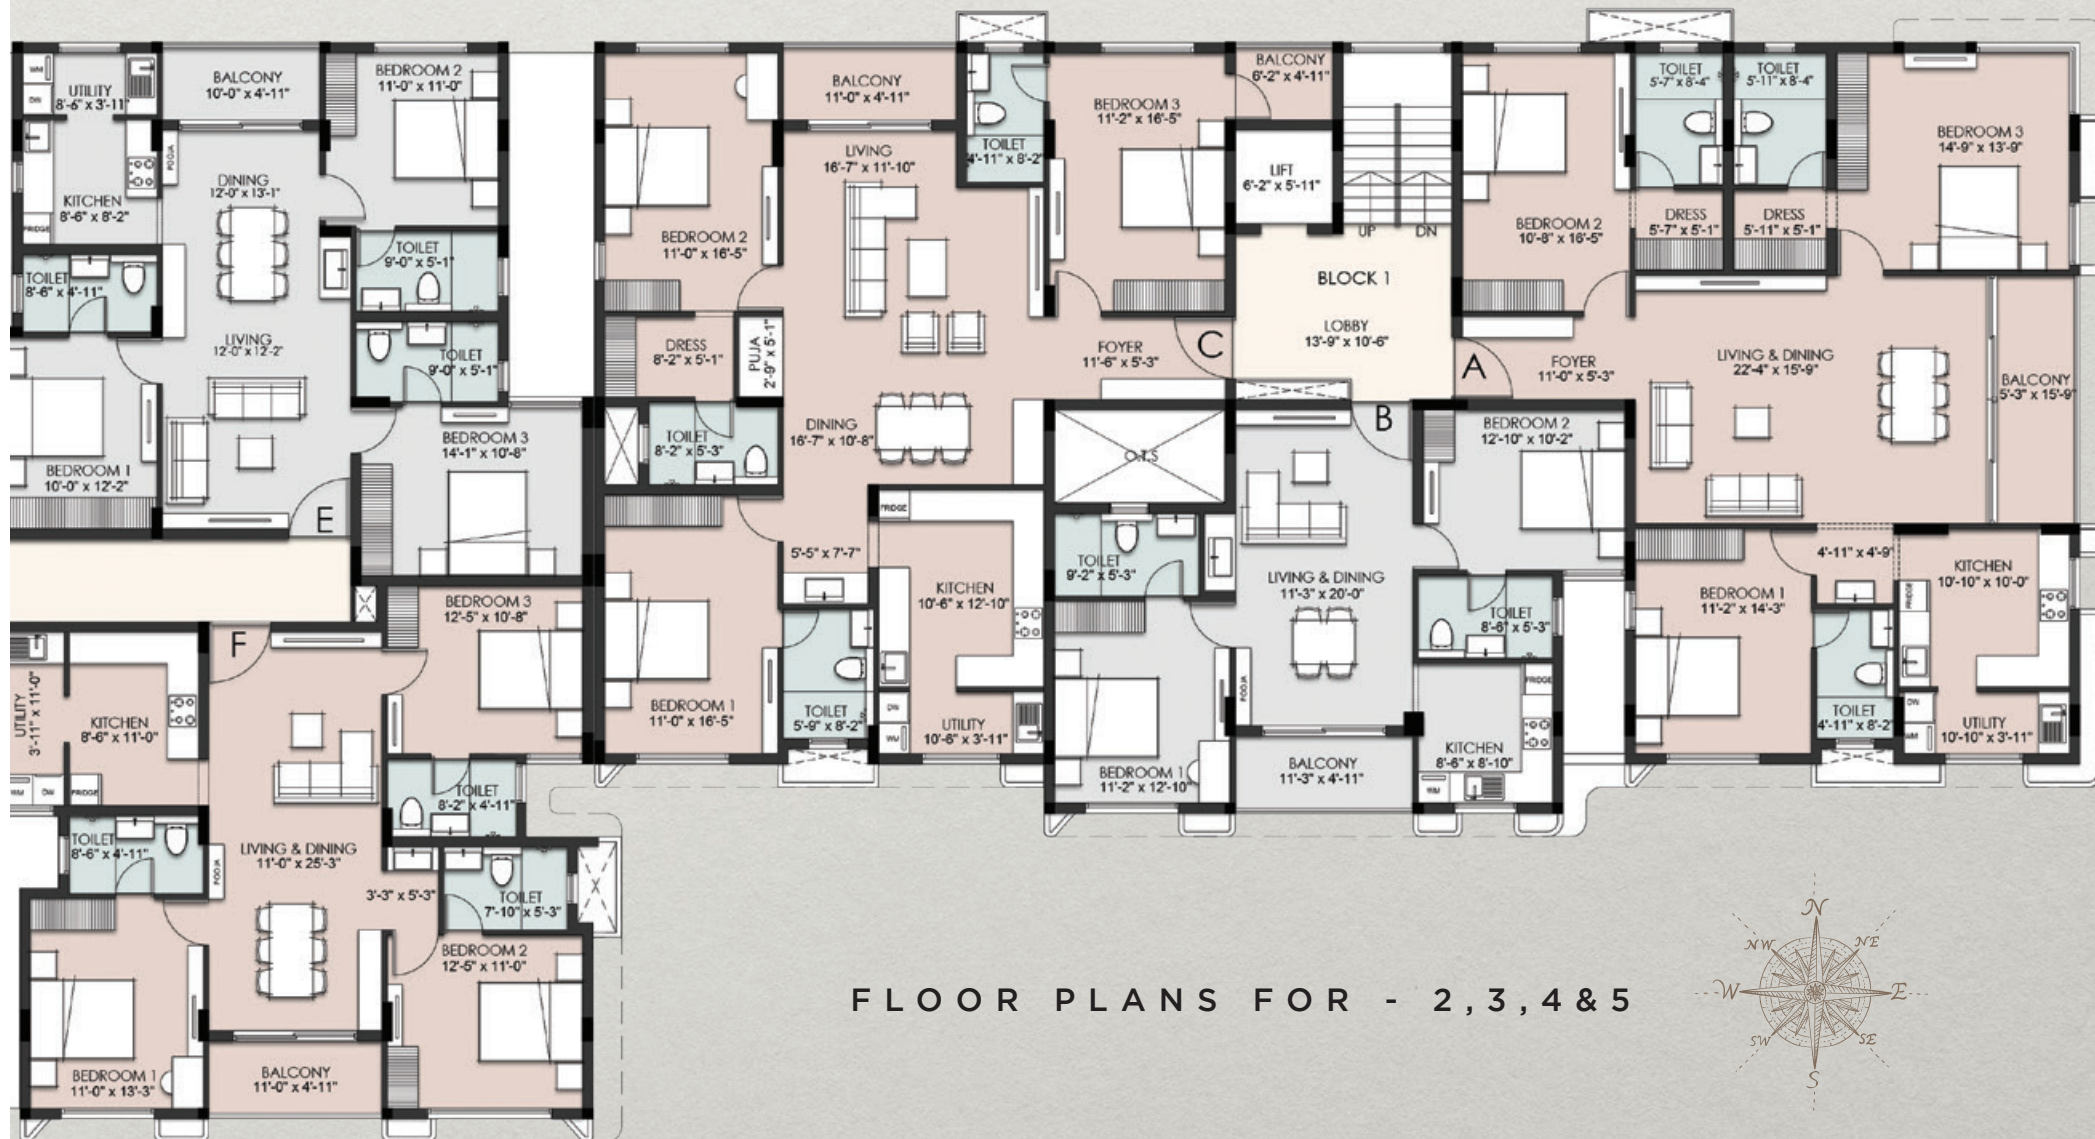 WM
DW
UTILITY
8'-6" x 3'-11"
BALCONY
10'-0" x 4'-11"
BEDROOM 2
11'-0" x 11'-0"
POOJA
KITCHEN
8'-6" x 8'-2"
FRIDGE
DINING
12'-0" x 13'-1"
TOILET
9'-0" x 5'-1"
TOILET
8'-6" x 4'-11"
LIVING
12'-0" x 12'-2"
TOILET
9'-0" x 5'-1"
BEDROOM 1
10'-0" x 12'-2"
BEDROOM 3
14'-1" x 10'-8"
E
F
BEDROOM 3
12'-5" x 10'-8"
UTILITY
3'-11" x 11'-0"
KITCHEN
8'-6" x 11'-0"
WM
DW
FRIDGE
TOILET
8'-2" x 4'-11"
TOILET
8'-6" x 4'-11"
POOJA
LIVING & DINING
11'-0" x 25'-3"
3'-3" x 5'-3"
TOILET
7'-10" x 5'-3"
BEDROOM 2
12'-5" x 11'-0"
BEDROOM 1
11'-0" x 13'-3"
BALCONY
11'-0" x 4'-11"
BALCONY
11'-0" x 4'-11"
LIVING
16'-7" x 11'-10"
TOILET
4'-11" x 8'-2"
BEDROOM 3
11'-2" x 16'-5"
BALCONY
6'-2" x 4'-11"
LIFT
6'-2" x 5'-11"
UP
DN
BEDROOM 2
11'-0" x 16'-5"
DRESS
8'-2" x 5'-1"
PUJA
2'-9" x 5'-1"
FOYER
11'-6" x 5'-3"
C
BLOCK 1
LOBBY
13'-9" x 10'-6"
A
B
TOILET
8'-2" x 5'-3"
DINING
16'-7" x 10'-8"
O.T.S
FRIDGE
5'-5" x 7'-7"
KITCHEN
10'-6" x 12'-10"
BEDROOM 1
11'-0" x 16'-5"
TOILET
5'-9" x 8'-2"
DW
WM
UTILITY
10'-6" x 3'-11"
BEDROOM 2
12'-10" x 10'-2"
TOILET
9'-2" x 5'-3"
LIVING & DINING
11'-3" x 20'-0"
TOILET
8'-6" x 5'-3"
POOJA
FRIDGE
BEDROOM 1
11'-2" x 12'-10"
BALCONY
11'-3" x 4'-11"
KITCHEN
8'-6" x 8'-10"
WM
TOILET
5'-7" x 8'-4"
TOILET
5'-11" x 8'-4"
BEDROOM 3
14'-9" x 13'-9"
BEDROOM 2
10'-8" x 16'-5"
DRESS
5'-7" x 5'-1"
DRESS
5'-11" x 5'-1"
FOYER
11'-0" x 5'-3"
LIVING & DINING
22'-4" x 15'-9"
BALCONY
5'-3" x 15'-9"
4'-11" x 4'-9"
KITCHEN
10'-10" x 10'-0"
FRIDGE
BEDROOM 1
11'-2" x 14'-3"
TOILET
4'-11" x 8'-2"
DW
WM
UTILITY
10'-10" x 3'-11"
FLOOR PLANS FOR - 2,3,4&5
N
NW
NE
W
E
SW
SE
S